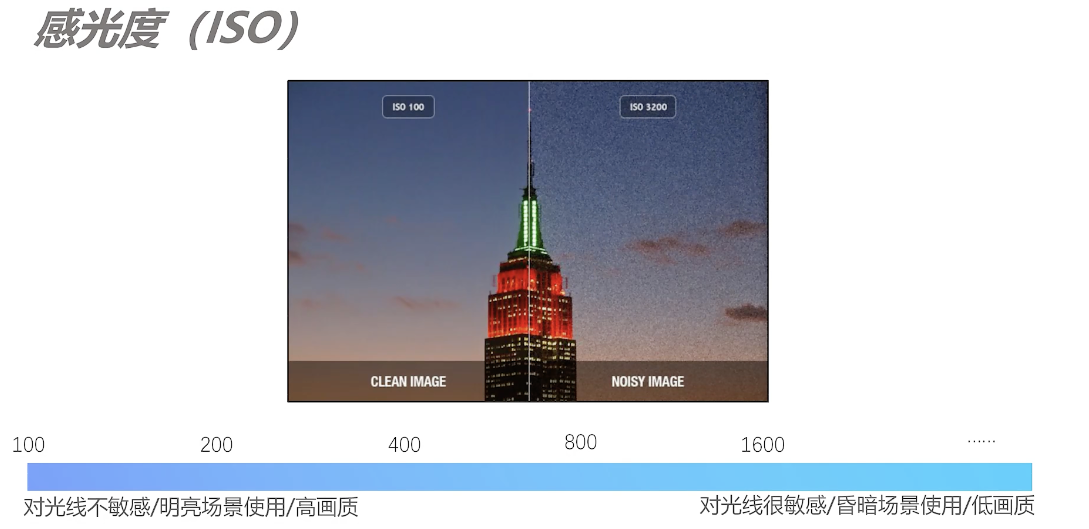 感光度（ISO）
ISO 100
ISO 3200
CLEAN IMAGE
NOISY IMAGE
100 200 400 800 1600 ……
对光线不敏感/明亮场景使用/高画质
对光线很敏感/昏暗场景使用/低画质